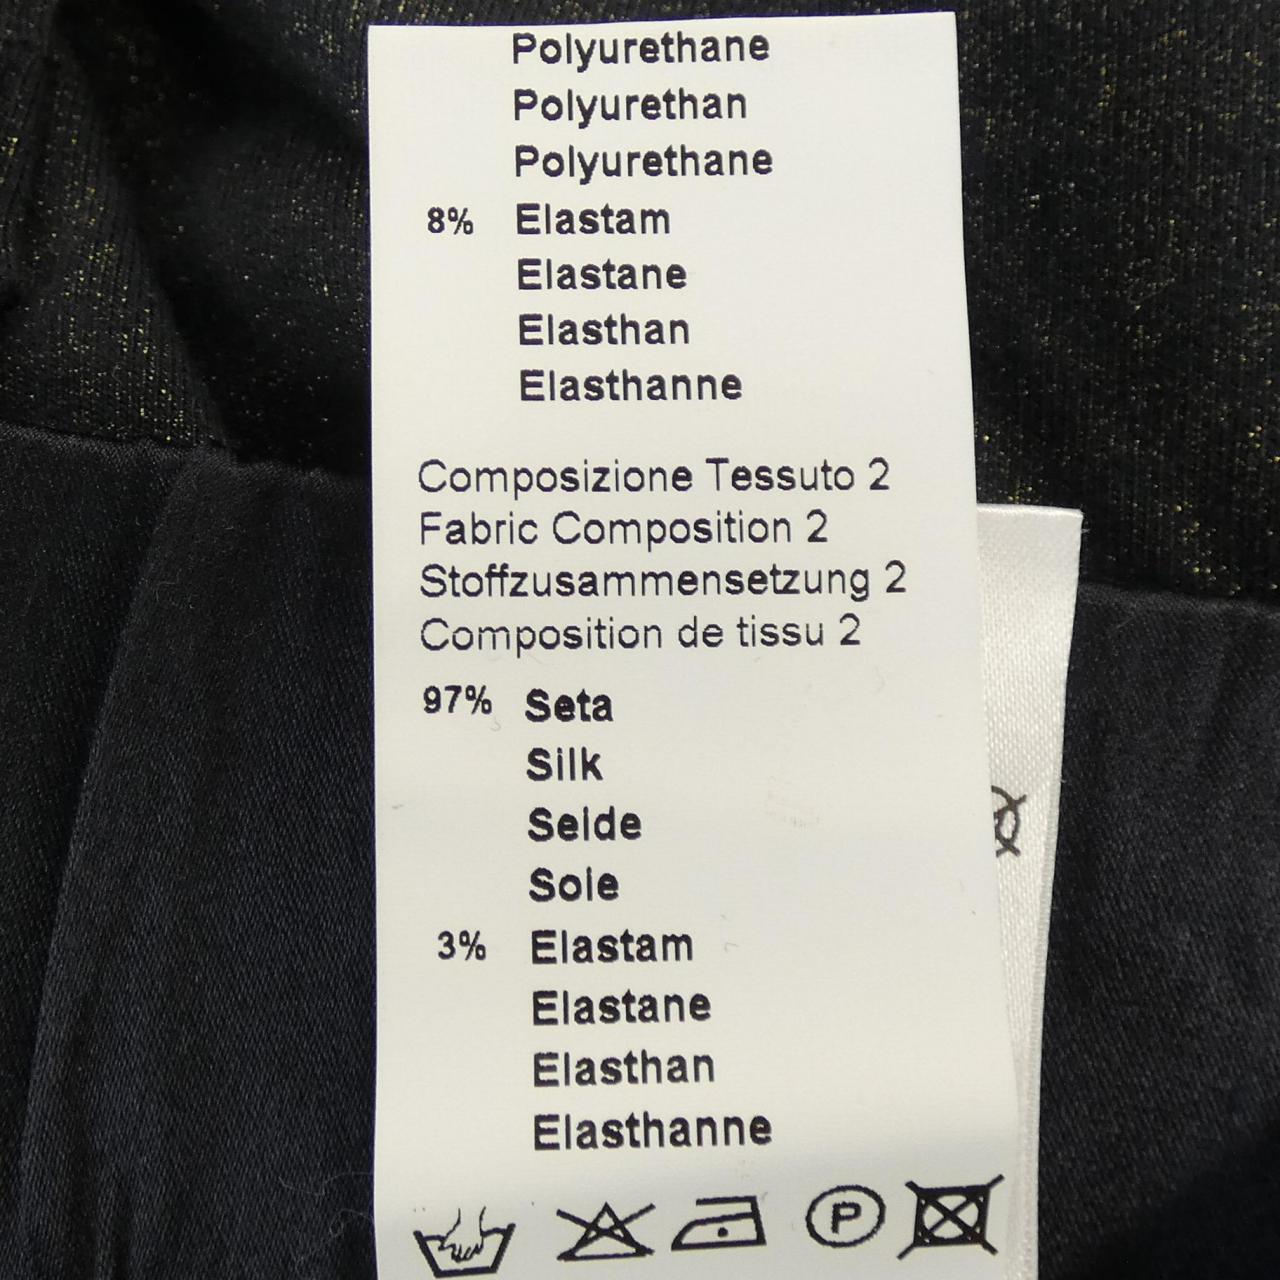 Polyurethane
Polyurethan
Polyurethane
8% Elastam
Elastane
Elasthan
Elasthanne
Composizione Tessuto 2
Fabric Composition 2
Stoffzusammensetzung 2
Composition de tissu 2
97% Seta
Silk
Seide
Soie
3% Elastam
Elastane
Elasthan
Elasthanne
P